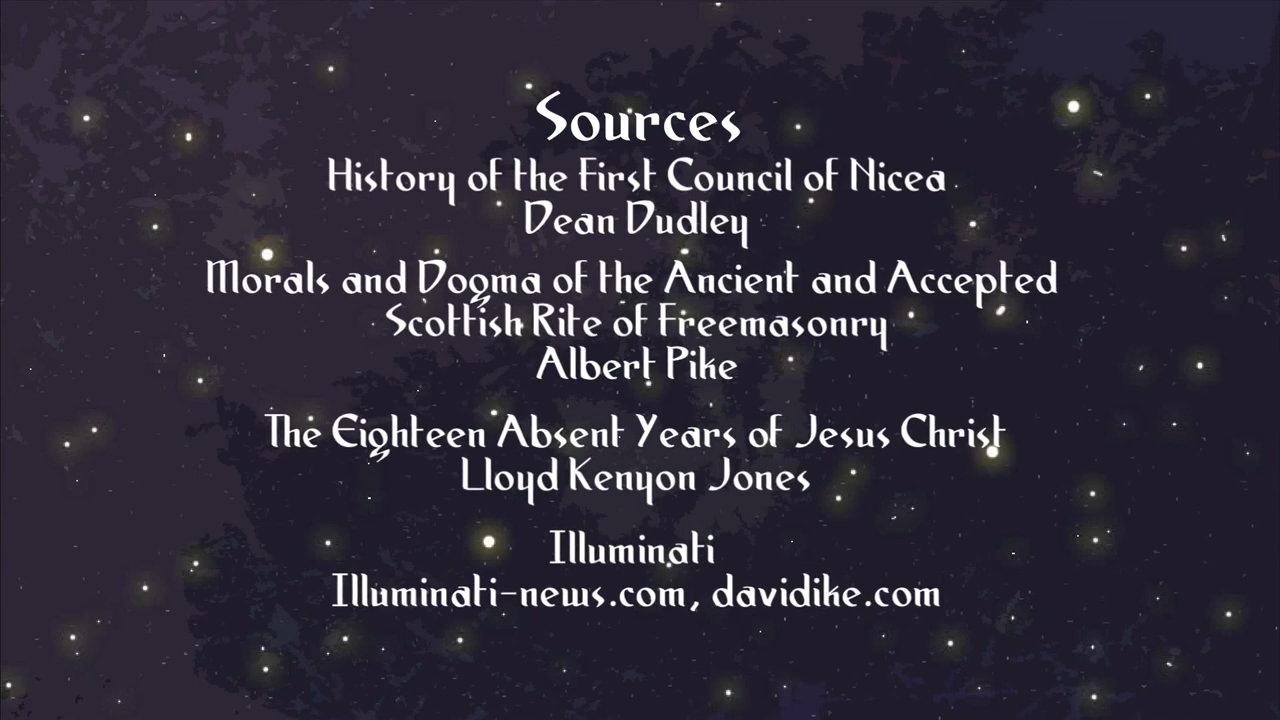 Sources
History of the First Council of Nicea
Dean Dudley
Morals and Dogma of the Ancient and Accepted
Scottish Rite of Freemasonry
Albert Pike
The Eighteen Absent Years of Jesus Christ
Lloyd Kenyon Jones
Illuminati
Illuminati-news.com, davidike.com